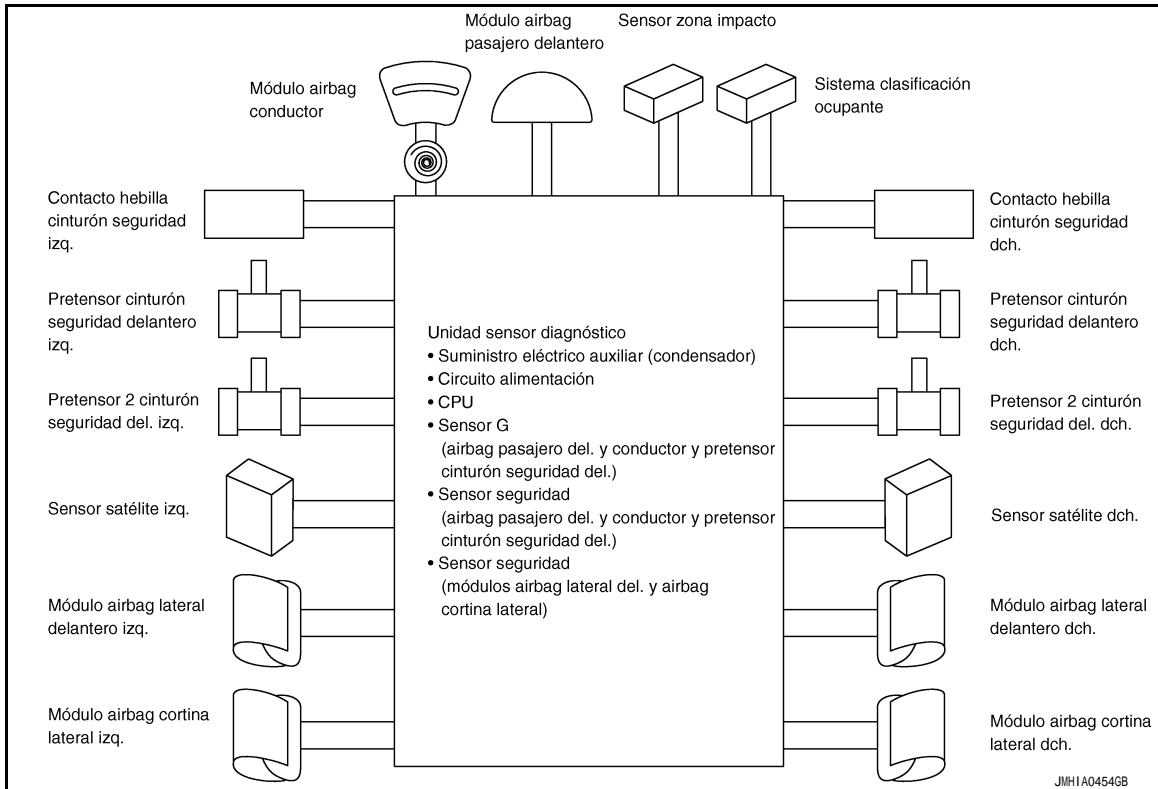 Módulo airbag
pasajero delantero
Sensor zona impacto
Módulo airbag
conductor
Sistema clasificación
ocupante
Contacto hebilla
cinturón seguridad
izq.
Pretensor cinturón
seguridad delantero
izq.
Pretensor 2 cinturón
seguridad del. izq.
Sensor satélite izq.
Módulo airbag lateral
delantero izq.
Módulo airbag cortina
lateral izq.
Unidad sensor diagnóstico
• Suministro eléctrico auxiliar (condensador)
• Circuito alimentación
• CPU
• Sensor G
(airbag pasajero del. y conductor y pretensor
cinturón seguridad del.)
• Sensor seguridad
(airbag pasajero del. y conductor y pretensor
cinturón seguridad del.)
• Sensor seguridad
(módulos airbag lateral del. y airbag
cortina lateral)
Contacto hebilla
cinturón seguridad
dch.
Pretensor cinturón
seguridad delantero
dch.
Pretensor 2 cinturón
seguridad del. dch.
Sensor satélite dch.
Módulo airbag lateral
delantero dch.
Módulo airbag cortina
lateral dch.
JMHIA0454GB